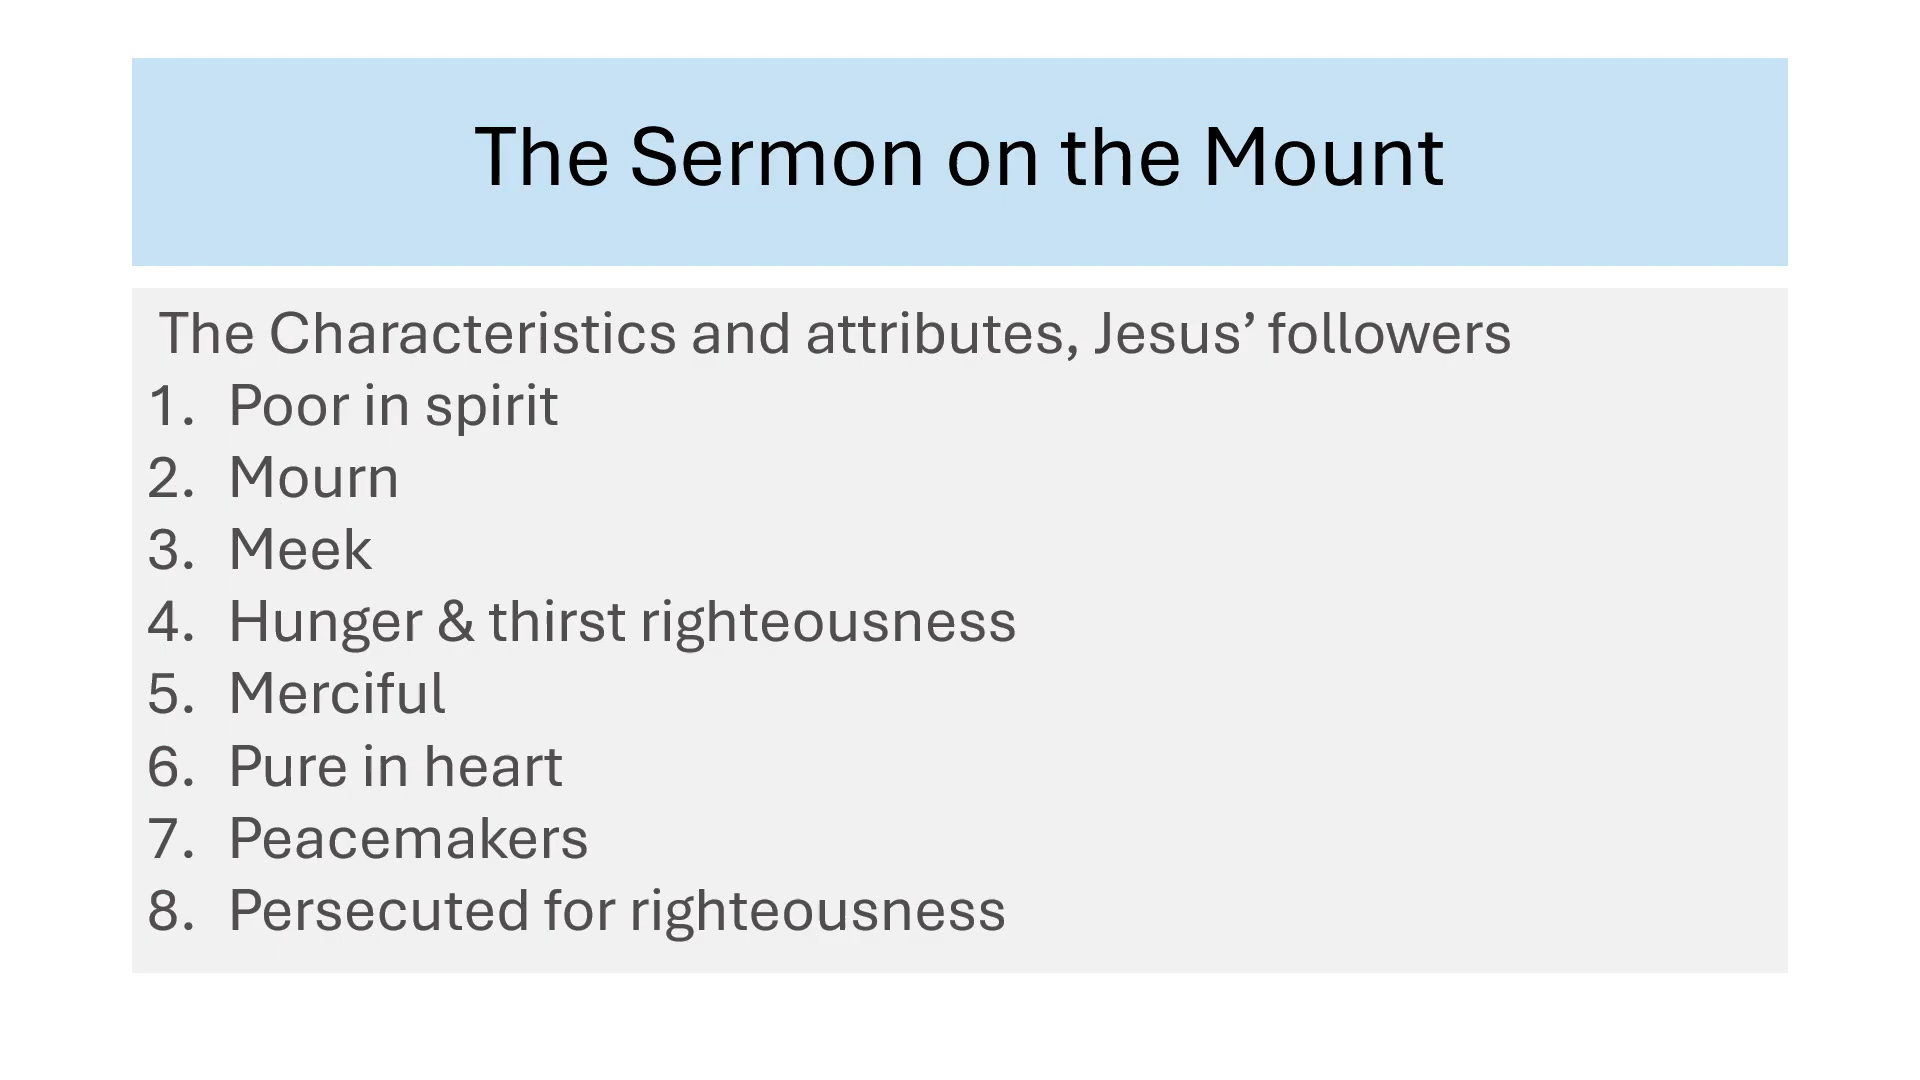 The Sermon on the Mount
The Characteristics and attributes, Jesus’ followers
1. Poor in spirit
2. Mourn
3. Meek
4. Hunger & thirst righteousness
5. Merciful
6. Pure in heart
7. Peacemakers
8. Persecuted for righteousness